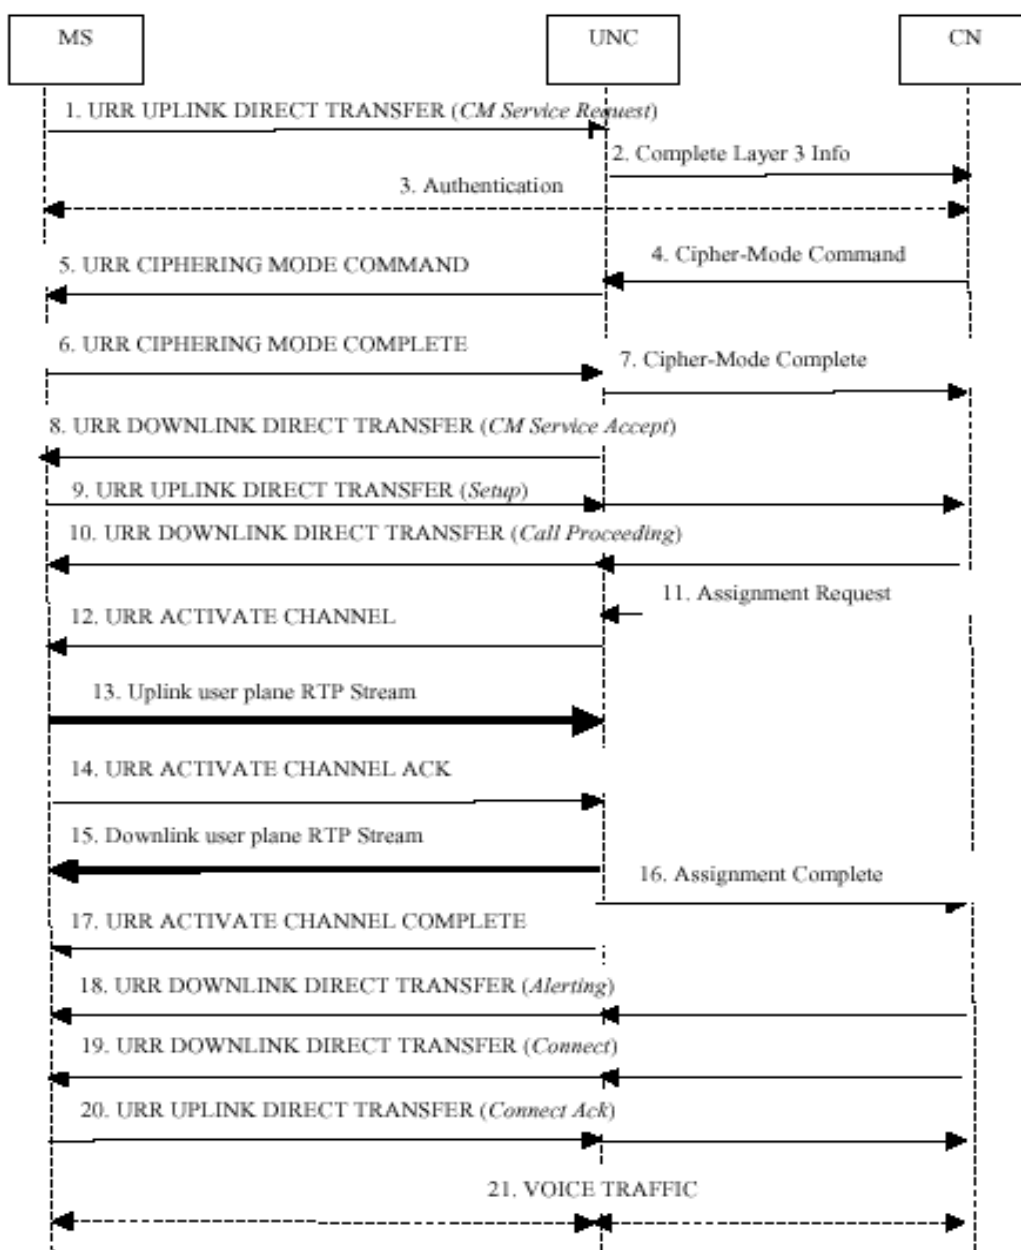 MS
UNC
CN
1. URR UPLINK DIRECT TRANSFER (CM Service Request)
2. Complete Layer 3 Info
3. Authentication
4. Cipher-Mode Command
5. URR CIPHERING MODE COMMAND
6. URR CIPHERING MODE COMPLETE
7. Cipher-Mode Complete
8. URR DOWNLINK DIRECT TRANSFER (CM Service Accept)
9. URR UPLINK DIRECT TRANSFER (Setup)
10. URR DOWNLINK DIRECT TRANSFER (Call Proceeding)
11. Assignment Request
12. URR ACTIVATE CHANNEL
13. Uplink user plane RTP Stream
14. URR ACTIVATE CHANNEL ACK
15. Downlink user plane RTP Stream
16. Assignment Complete
17. URR ACTIVATE CHANNEL COMPLETE
18. URR DOWNLINK DIRECT TRANSFER (Alerting)
19. URR DOWNLINK DIRECT TRANSFER (Connect)
20. URR UPLINK DIRECT TRANSFER (Connect Ack)
21. VOICE TRAFFIC